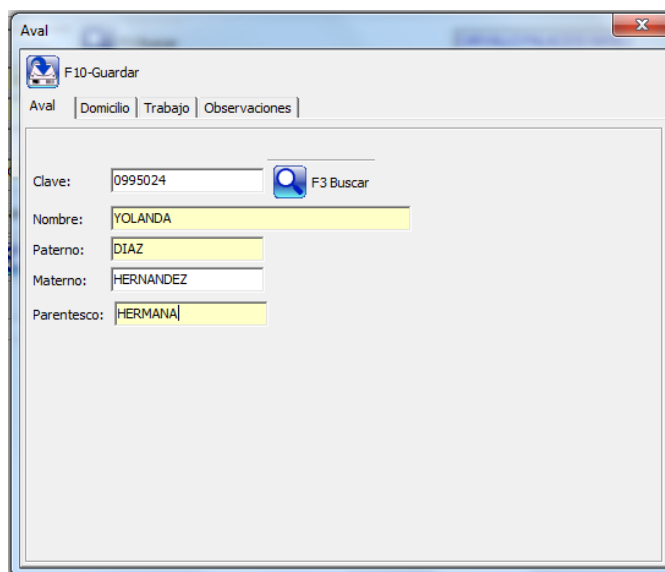 Aval
F10-Guardar
Aval Domicilio Trabajo Observaciones
Clave: 0995024 F3 Buscar
Nombre: YOLANDA
Paterno: DIAZ
Materno: HERNANDEZ
Parentesco: HERMANA